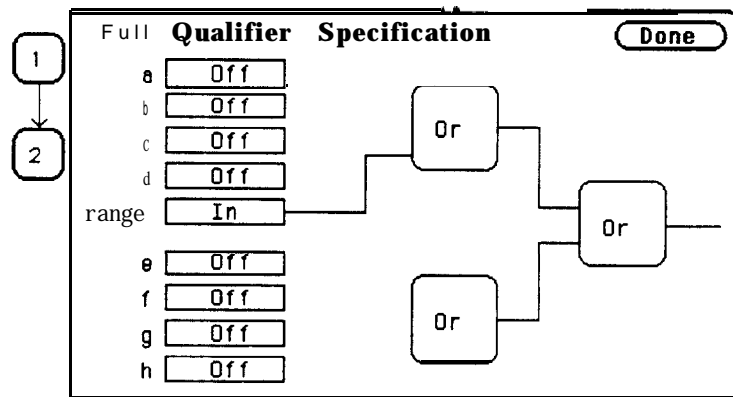 Full Qualifier Specification
Done
1
2
a Off
b Off
c Off
d Off
range In
e Off
f Off
g Off
h Off
Or
Or
Or